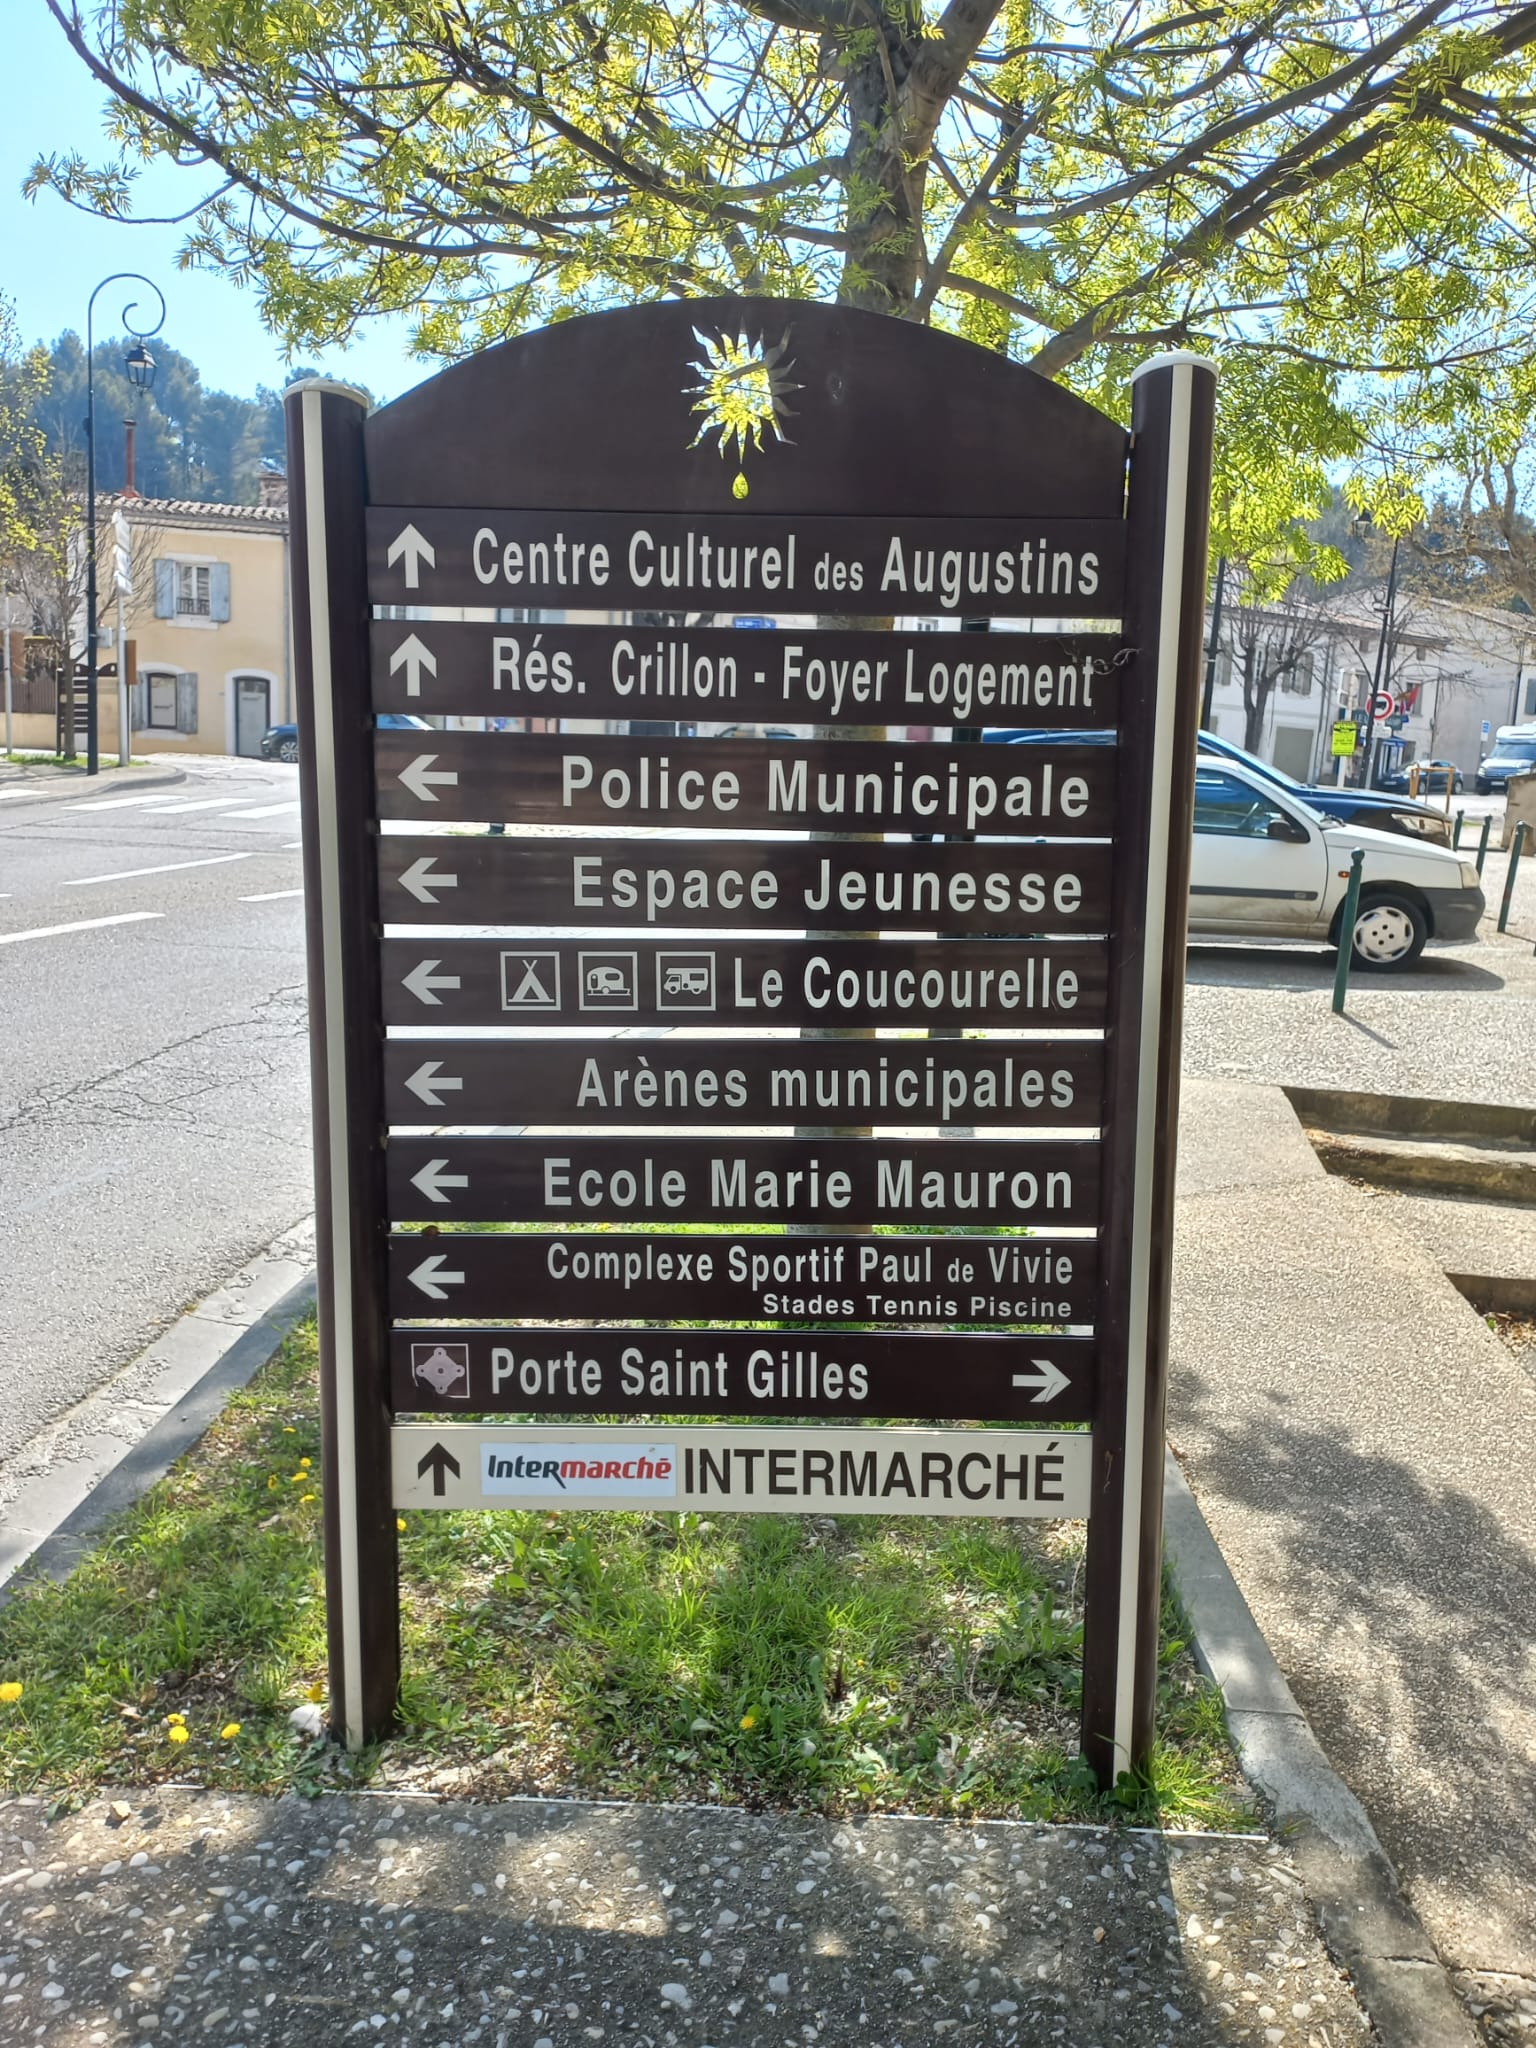 Centre Culturel des Augustins
Rés. Crillon - Foyer Logement
Police Municipale
Espace Jeunesse
Le Coucourelle
Arènes municipales
Ecole Marie Mauron
Complexe Sportif Paul de Vivie
Stades Tennis Piscine
Porte Saint Gilles
Intermarchē INTERMARCHÉ